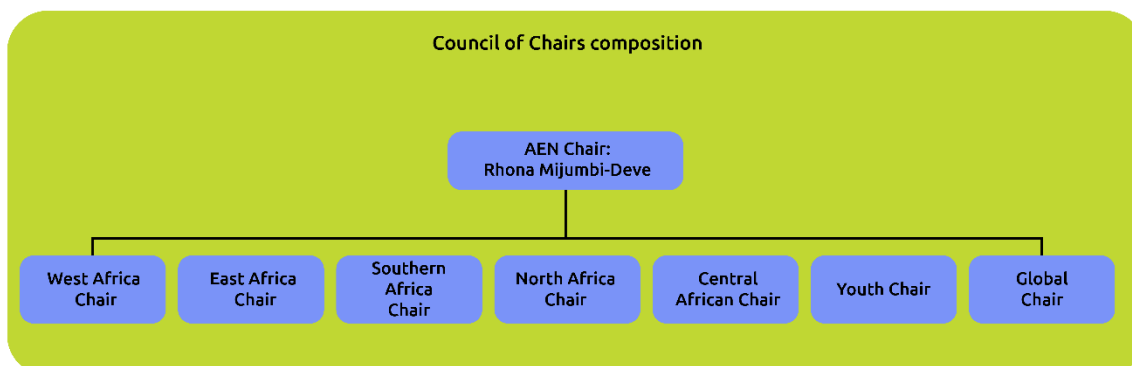 Council of Chairs composition
AEN Chair:
Rhona Mijumbi-Deve
West Africa
Chair
East Africa
Chair
Southern
Africa
Chair
North Africa
Chair
Central
African Chair
Youth Chair
Global
Chair